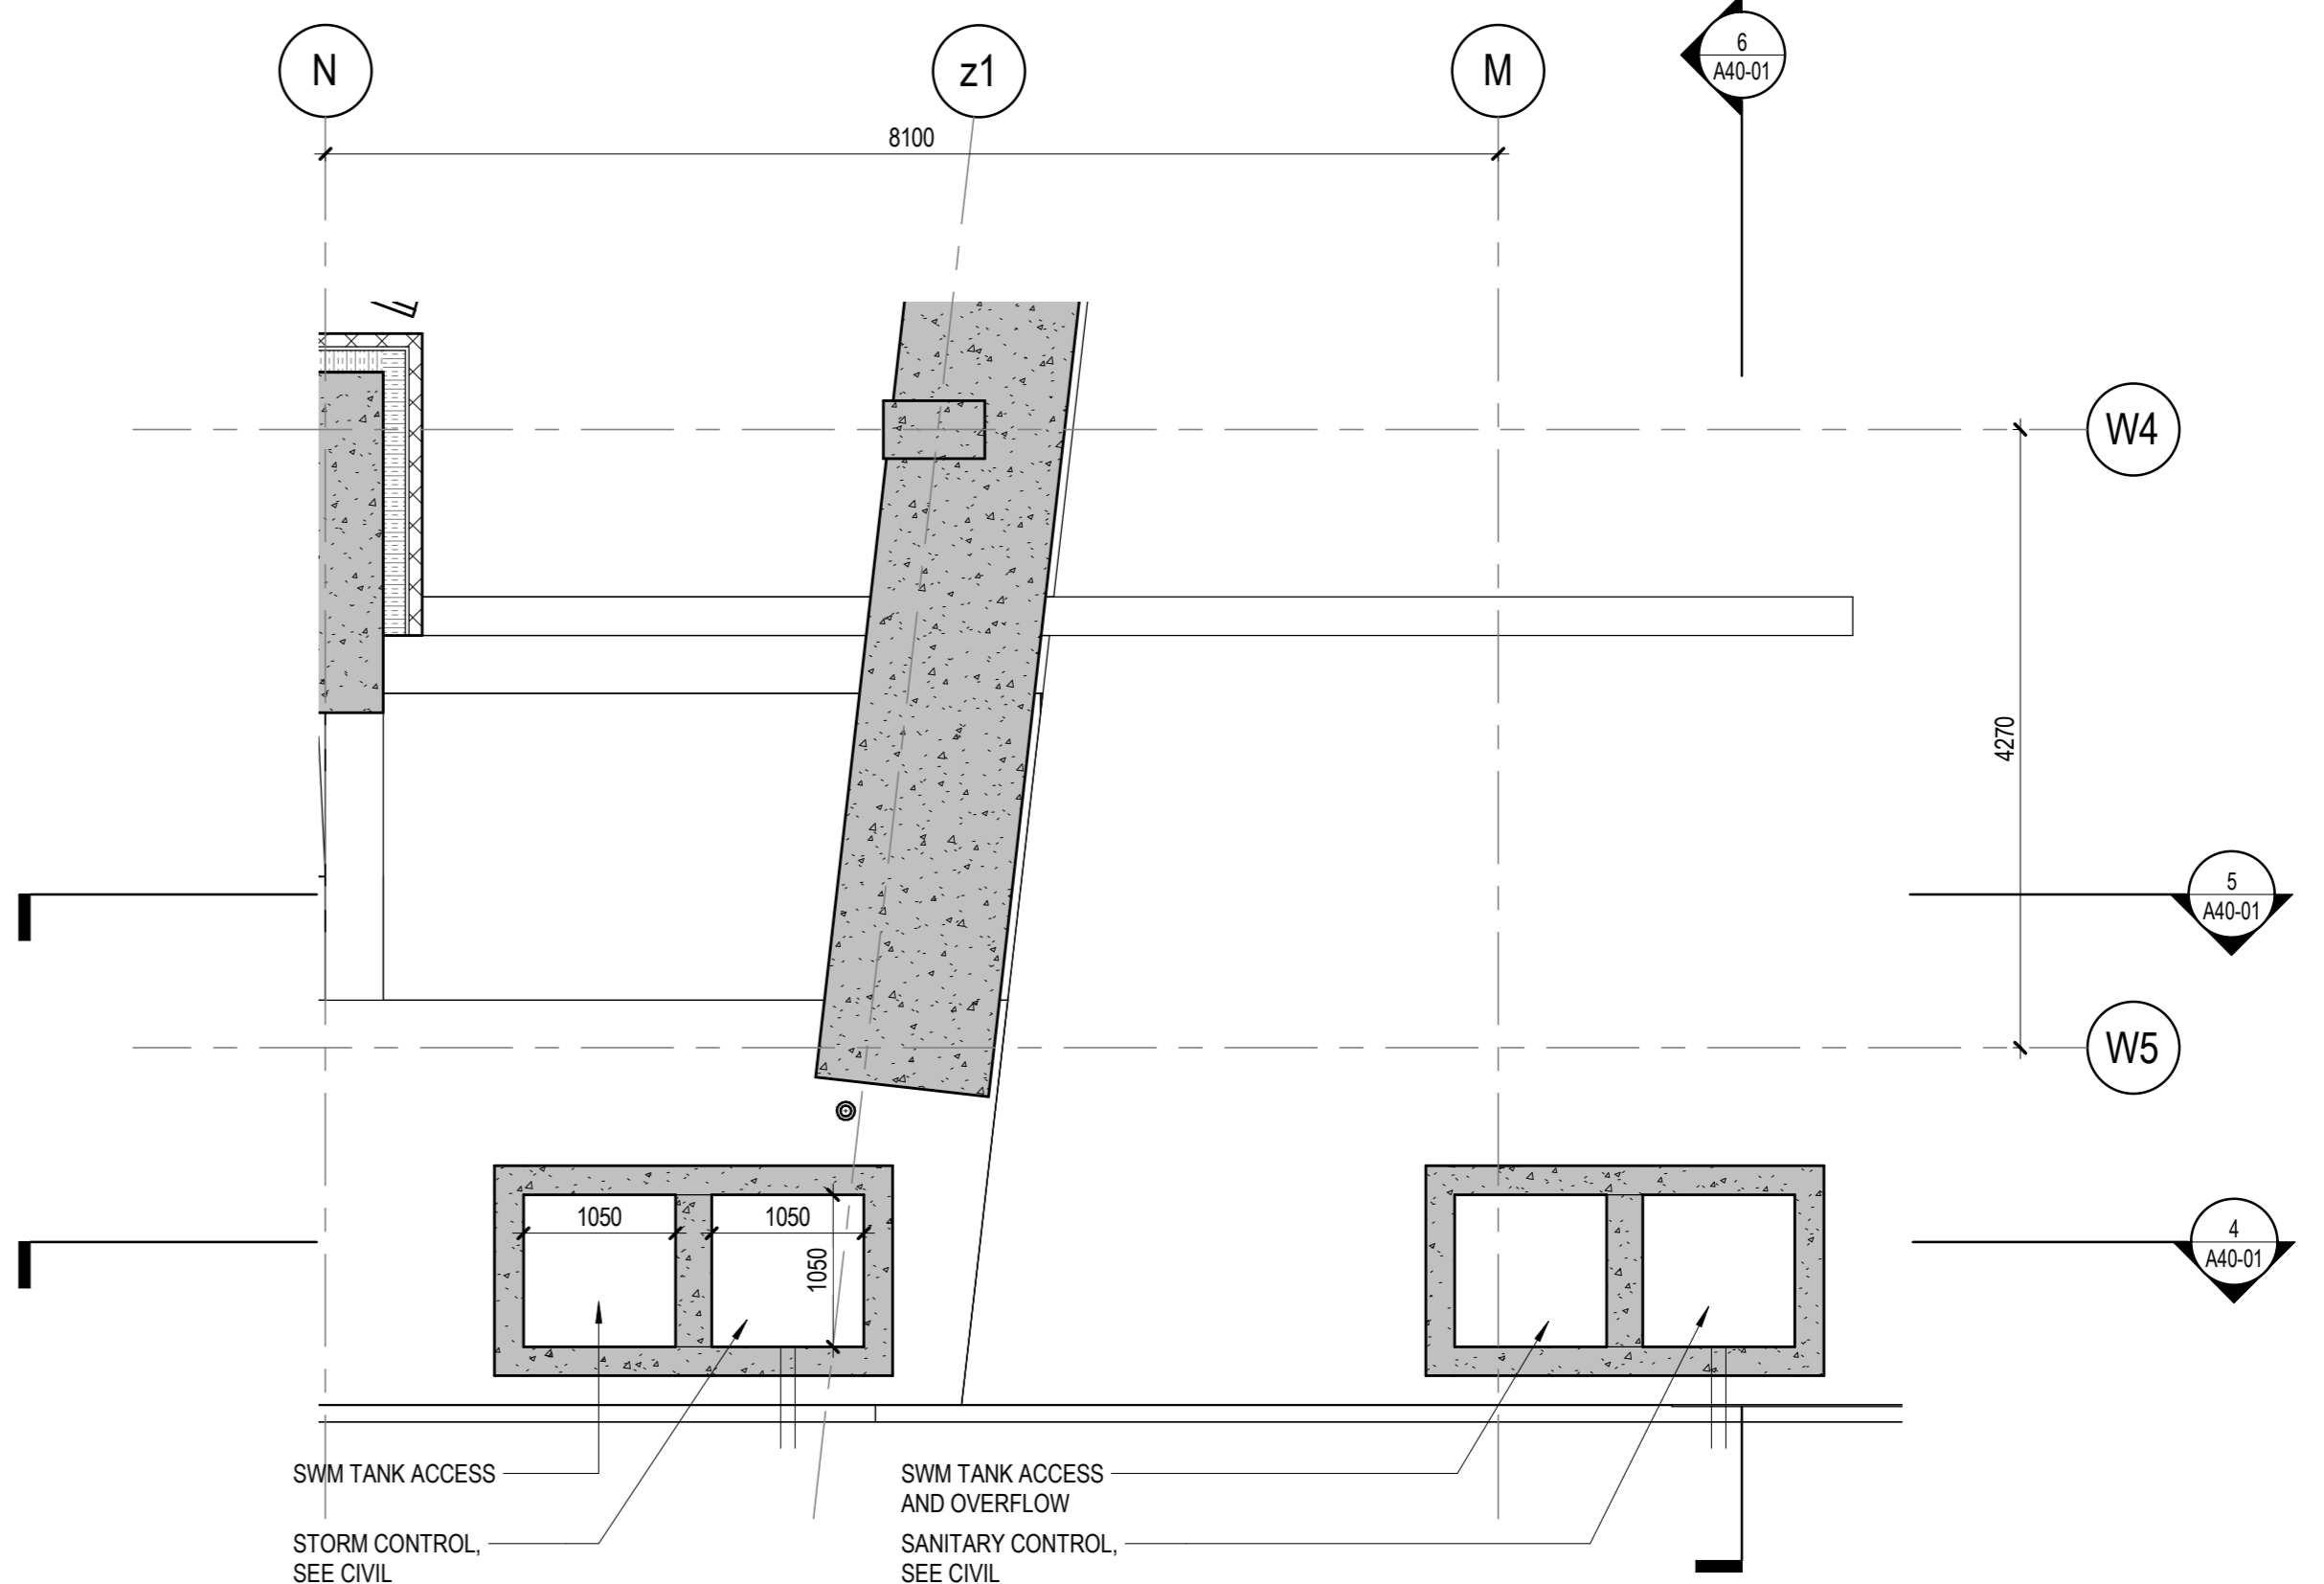 N
z1
M
6
A40-01
8100
W4
4270
5
A40-01
W5
1050
1050
1050
4
A40-01
SWM TANK ACCESS
STORM CONTROL,
SEE CIVIL
SWM TANK ACCESS
AND OVERFLOW
SANITARY CONTROL,
SEE CIVIL